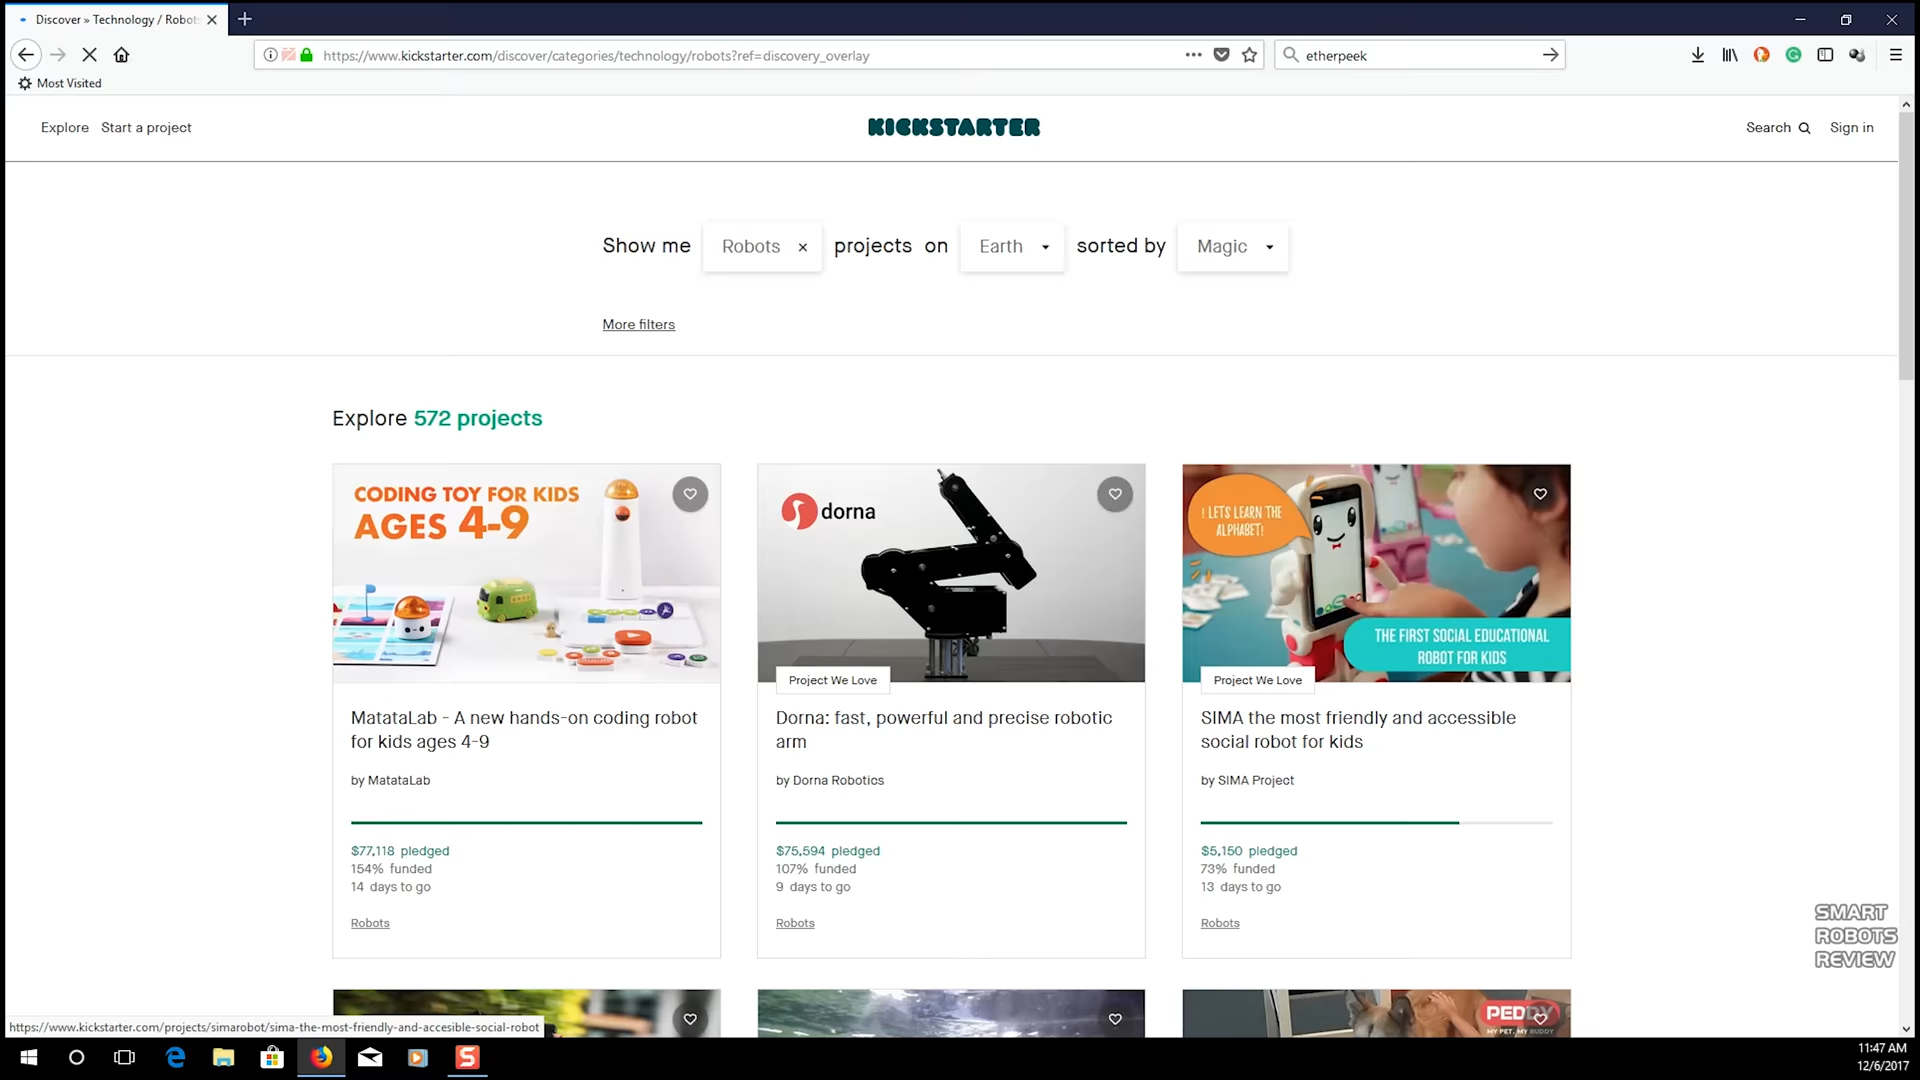 Discover » Technology / Robots
https://www.kickstarter.com/discover/categories/technology/robots?ref=discovery_overlay
etherpeek
Most Visited
Explore Start a project
KICKSTARTER
Search Sign in
Show me Robots × projects on Earth sorted by Magic
More filters
Explore 572 projects
CODING TOY FOR KIDS
AGES 4-9
MatataLab - A new hands-on coding robot
for kids ages 4-9
by MatataLab
$77,118 pledged
154% funded
14 days to go
Robots
dorna
Project We Love
Dorna: fast, powerful and precise robotic
arm
by Dorna Robotics
$75,594 pledged
107% funded
9 days to go
Robots
! LETS LEARN THE
ALPHABET!
THE FIRST SOCIAL EDUCATIONAL
ROBOT FOR KIDS
Project We Love
SIMA the most friendly and accessible
social robot for kids
by SIMA Project
$5,150 pledged
73% funded
13 days to go
Robots
SMART
ROBOTS
REVIEW
PEDDY
MY PET, MY BUDDY
https://www.kickstarter.com/projects/simarobot/sima-the-most-friendly-and-accesible-social-robot
11:47 AM
12/6/2017